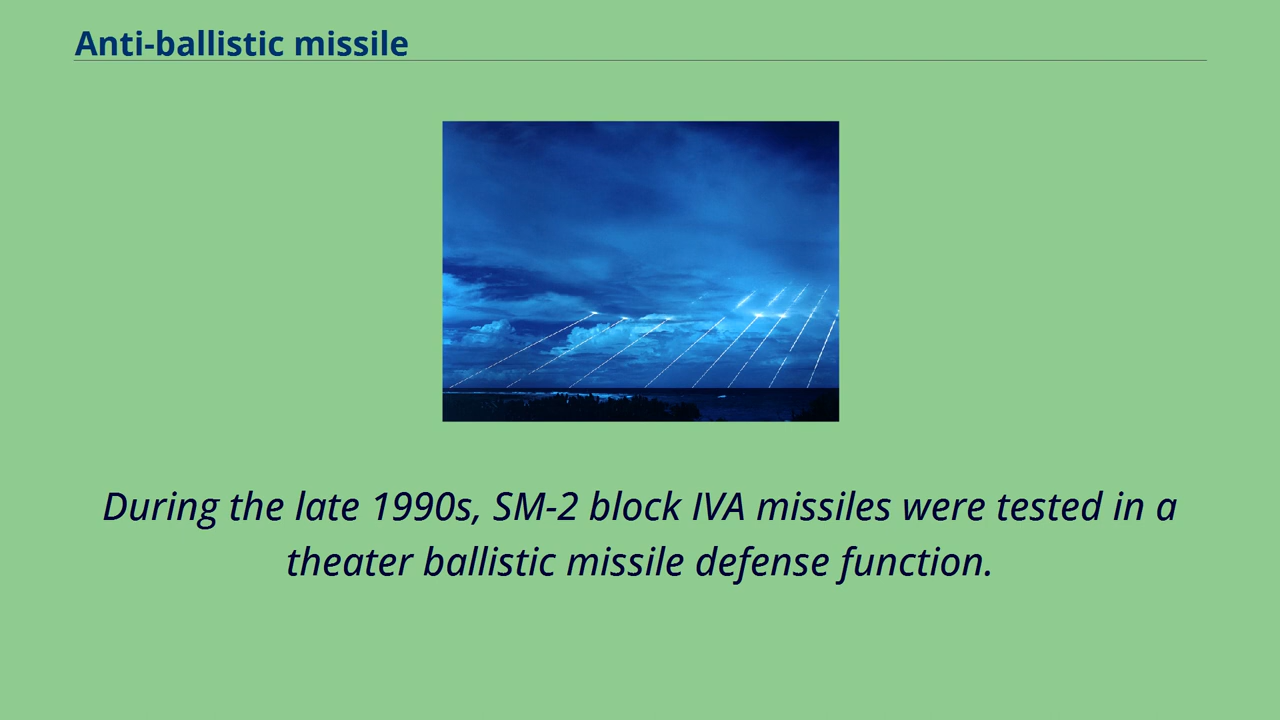 Anti-ballistic missile
During the late 1990s, SM-2 block IVA missiles were tested in a
theater ballistic missile defense function.